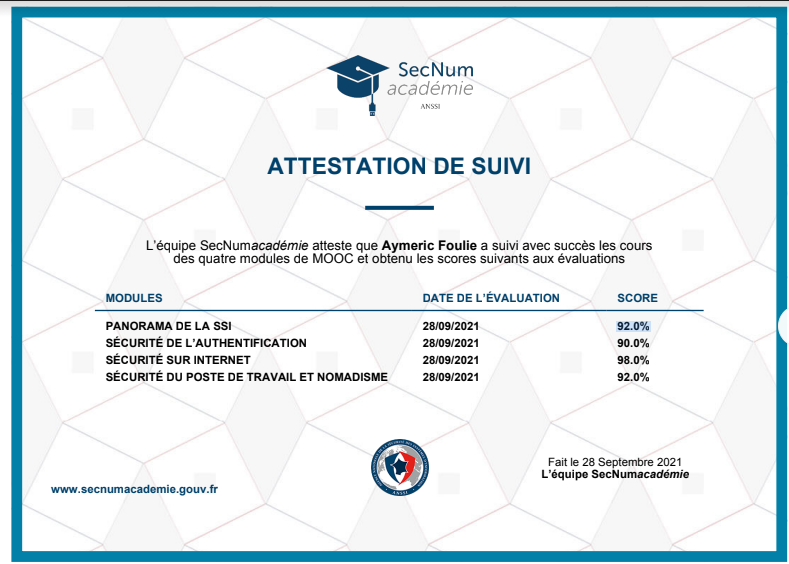 SecNum
académie
ANSSI
ATTESTATION DE SUIVI
L'équipe SecNumacadémie atteste que Aymeric Foulie a suivi avec succès les cours
des quatre modules de MOOC et obtenu les scores suivants aux évaluations
MODULES DATE DE L'ÉVALUATION SCORE
PANORAMA DE LA SSI 28/09/2021 92.0%
SÉCURITÉ DE L'AUTHENTIFICATION 28/09/2021 90.0%
SÉCURITÉ SUR INTERNET 28/09/2021 98.0%
SÉCURITÉ DU POSTE DE TRAVAIL ET NOMADISME 28/09/2021 92.0%
ANSSI
Fait le 28 Septembre 2021
L'équipe SecNumacadémie
www.secnumacademie.gouv.fr